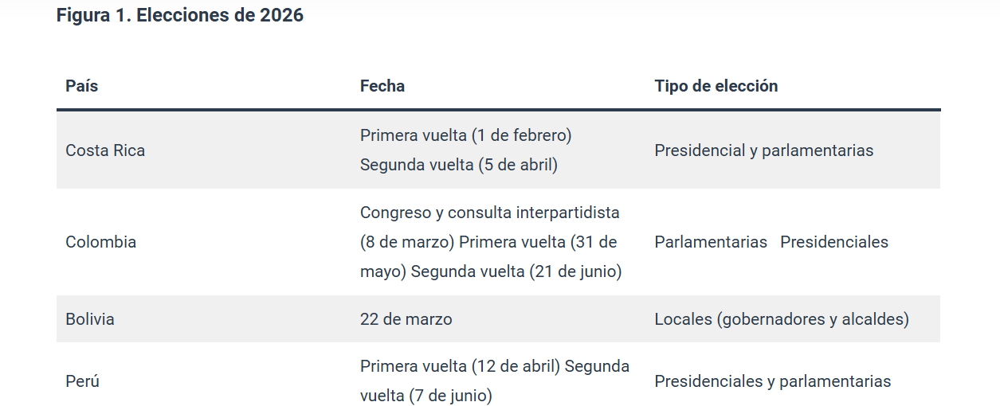 Figura 1. Elecciones de 2026
País Fecha Tipo de elección
Costa Rica
Primera vuelta (1 de febrero)
Segunda vuelta (5 de abril)
Presidencial y parlamentarias
Colombia
Congreso y consulta interpartidista
(8 de marzo) Primera vuelta (31 de
mayo) Segunda vuelta (21 de junio)
Parlamentarias Presidenciales
Bolivia 22 de marzo Locales (gobernadores y alcaldes)
Perú
Primera vuelta (12 de abril) Segunda
vuelta (7 de junio)
Presidenciales y parlamentarias